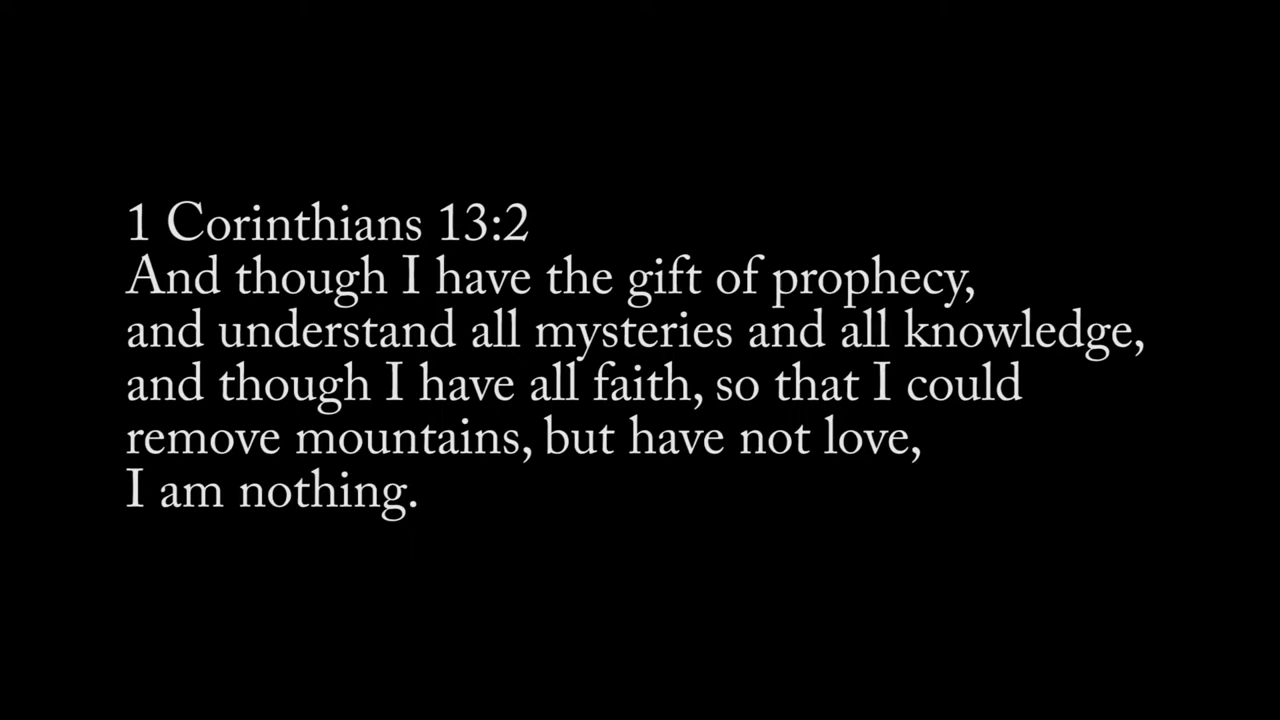 1 Corinthians 13:2
And though I have the gift of prophecy,
and understand all mysteries and all knowledge,
and though I have all faith, so that I could
remove mountains, but have not love,
I am nothing.